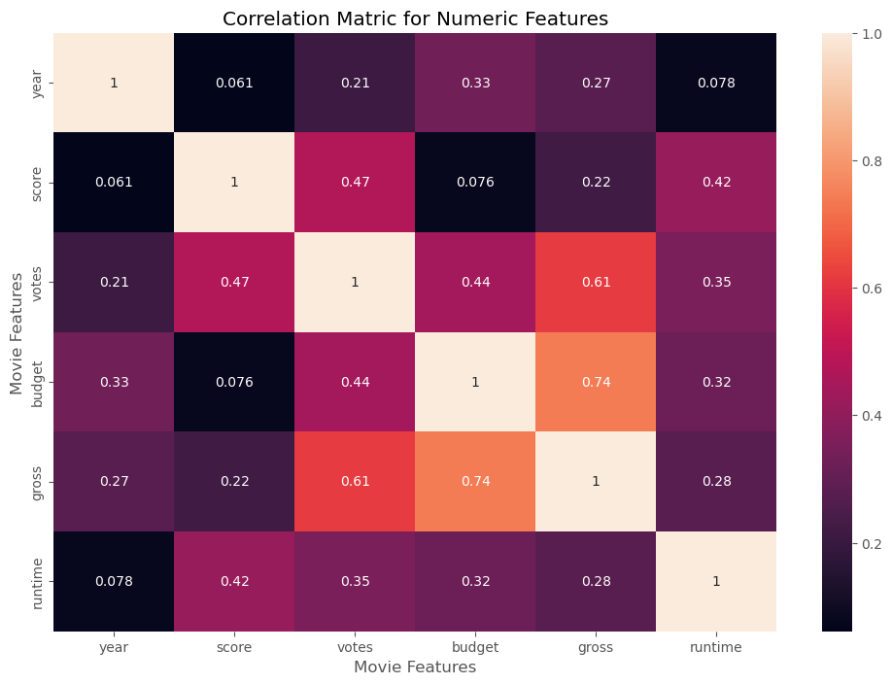 Correlation Matric for Numeric Features
Movie Features
year
score
votes
budget
gross
runtime
1 0.061 0.21 0.33 0.27 0.078
0.061 1 0.47 0.076 0.22 0.42
0.21 0.47 1 0.44 0.61 0.35
0.33 0.076 0.44 1 0.74 0.32
0.27 0.22 0.61 0.74 1 0.28
0.078 0.42 0.35 0.32 0.28 1
year score votes budget gross runtime
Movie Features
1.0
0.8
0.6
0.4
0.2